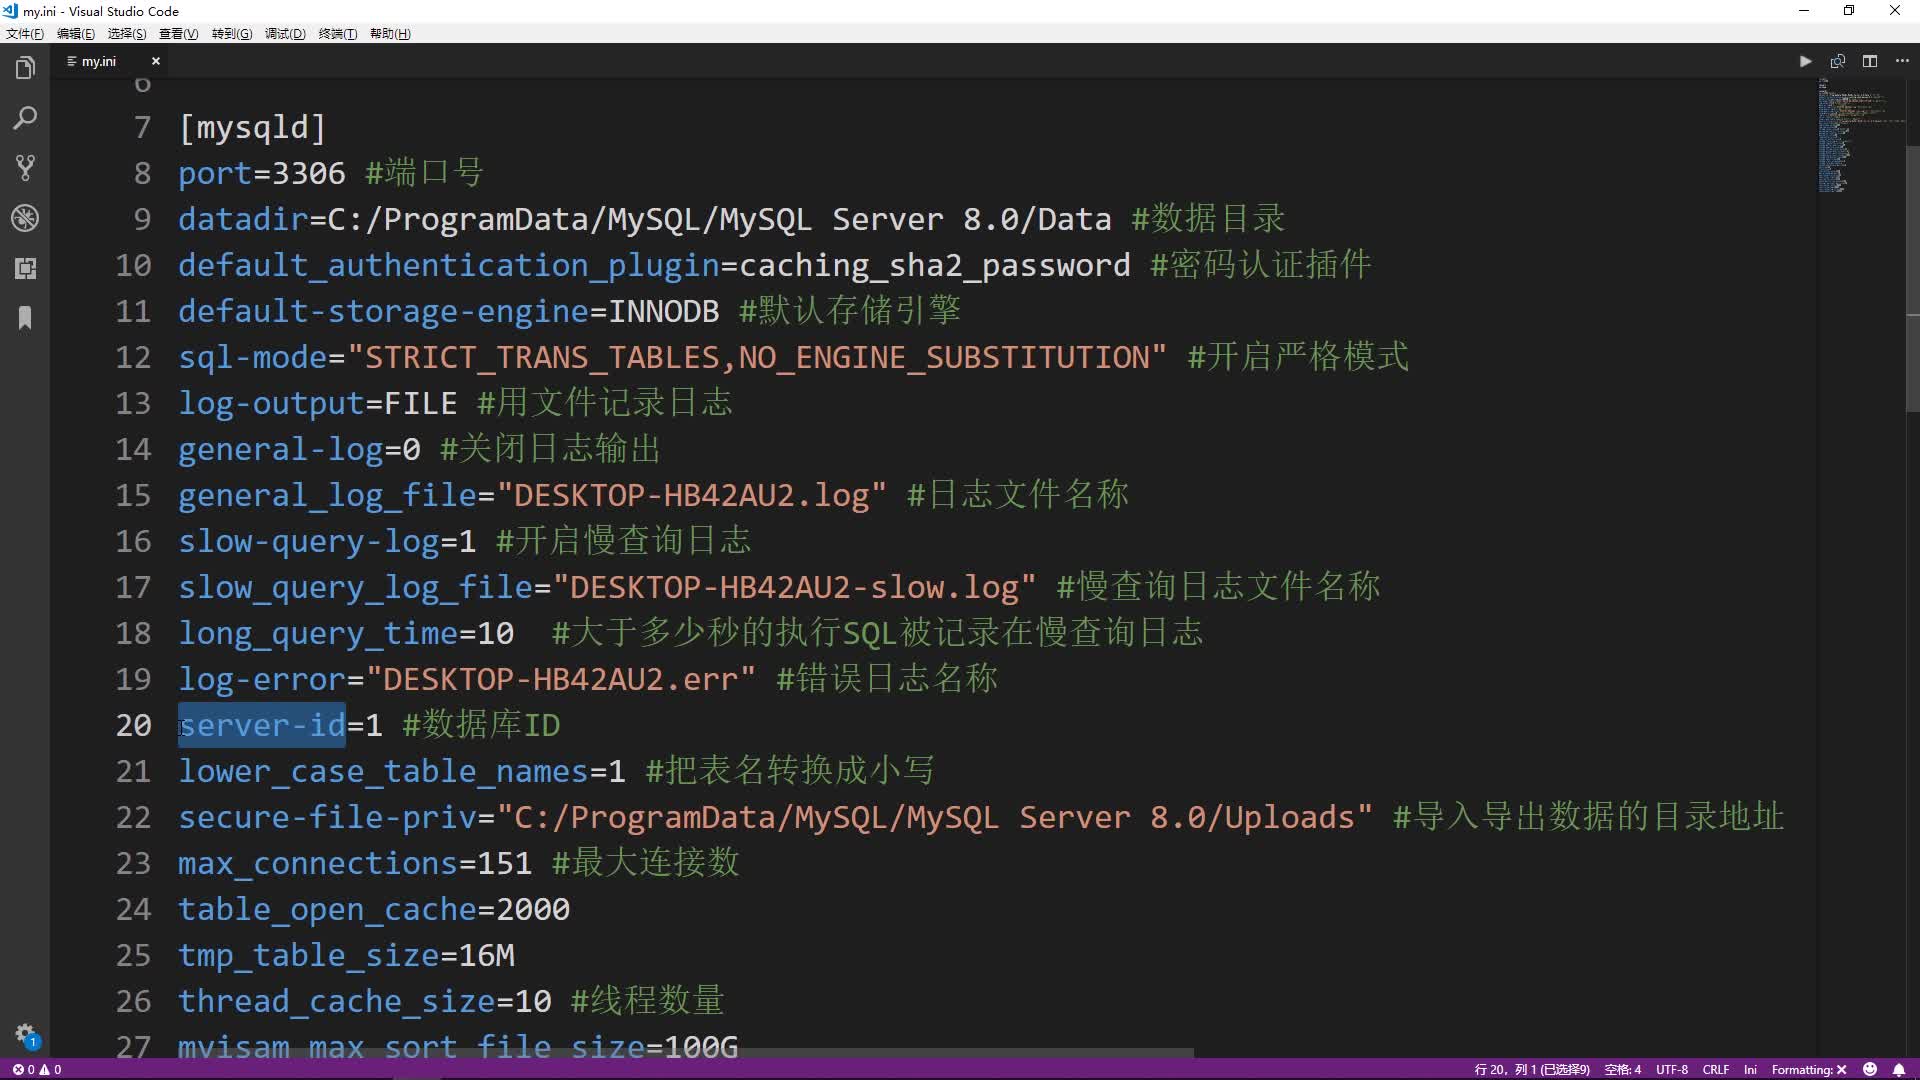 my.ini - Visual Studio Code
文件(F) 编辑(E) 选择(S) 查看(V) 转到(G) 调试(D) 终端(T) 帮助(H)
my.ini
6
7 [mysqld]
8 port=3306 #端口号
9 datadir=C:/ProgramData/MySQL/MySQL Server 8.0/Data #数据目录
10 default_authentication_plugin=caching_sha2_password #密码认证插件
11 default-storage-engine=INNODB #默认存储引擎
12 sql-mode="STRICT_TRANS_TABLES,NO_ENGINE_SUBSTITUTION" #开启严格模式
13 log-output=FILE #用文件记录日志
14 general-log=0 #关闭日志输出
15 general_log_file="DESKTOP-HB42AU2.log" #日志文件名称
16 slow-query-log=1 #开启慢查询日志
17 slow_query_log_file="DESKTOP-HB42AU2-slow.log" #慢查询日志文件名称
18 long_query_time=10  #大于多少秒的执行SQL被记录在慢查询日志
19 log-error="DESKTOP-HB42AU2.err" #错误日志名称
20 server-id=1 #数据库ID
21 lower_case_table_names=1 #把表名转换成小写
22 secure-file-priv="C:/ProgramData/MySQL/MySQL Server 8.0/Uploads" #导入导出数据的目录地址
23 max_connections=151 #最大连接数
24 table_open_cache=2000
25 tmp_table_size=16M
26 thread_cache_size=10 #线程数量
27 myisam_max_sort_file_size=100G
1
0 0 行 20，列 1 (已选择9) 空格: 4 UTF-8 CRLF Ini Formatting: ✕